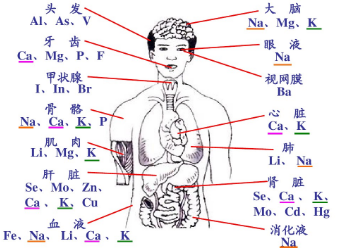 头 发
Al、As、V
牙 齿
Ca、Mg、P、F
甲状腺
I、In、Br
骨 骼
Na、Ca、K、P
肌 肉
Li、Mg、K
肝 脏
Se、Mo、Zn、
Ca 、K、Cu
血 液
Fe、Na、Li、Ca、K
大 脑
Na、Mg、K
眼 液
Na
视网膜
Ba
心 脏
Ca、K
肺
Li、Na
肾 脏
Se、Ca 、K、
Mo、Cd、Hg
消化液
Na